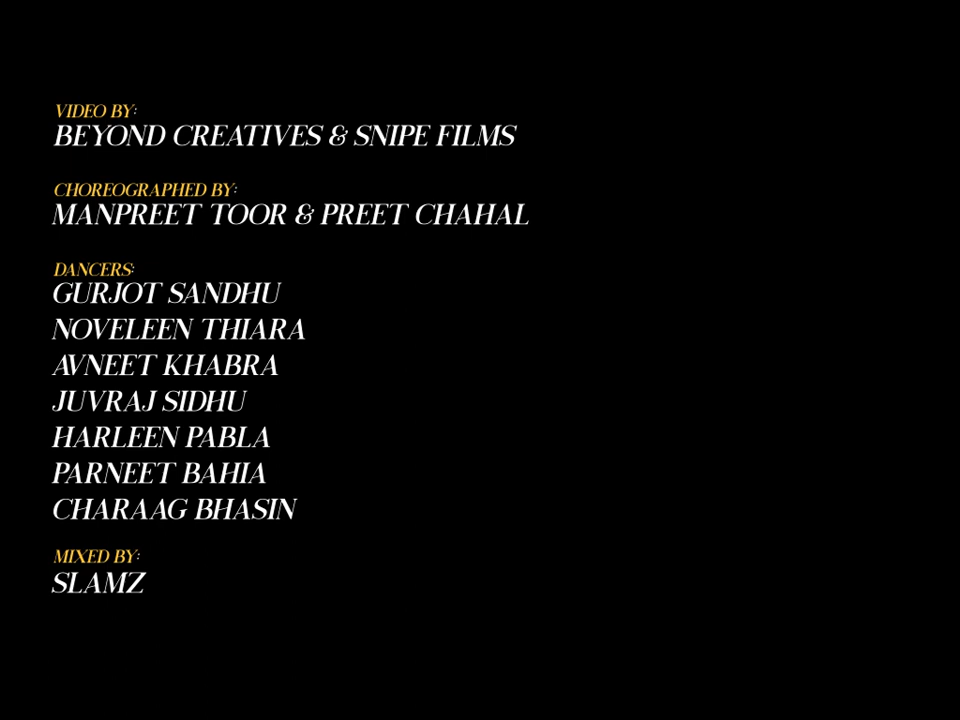 VIDEO BY:
BEYOND CREATIVES & SNIPE FILMS
CHOREOGRAPHED BY:
MANPREET TOOR & PREET CHAHAL
DANCERS:
GURJOT SANDHU
NOVELEEN THIARA
AVNEET KHABRA
JUVRAJ SIDHU
HARLEEN PABLA
PARNEET BAHIA
CHARAAG BHASIN
MIXED BY:
SLAMZ